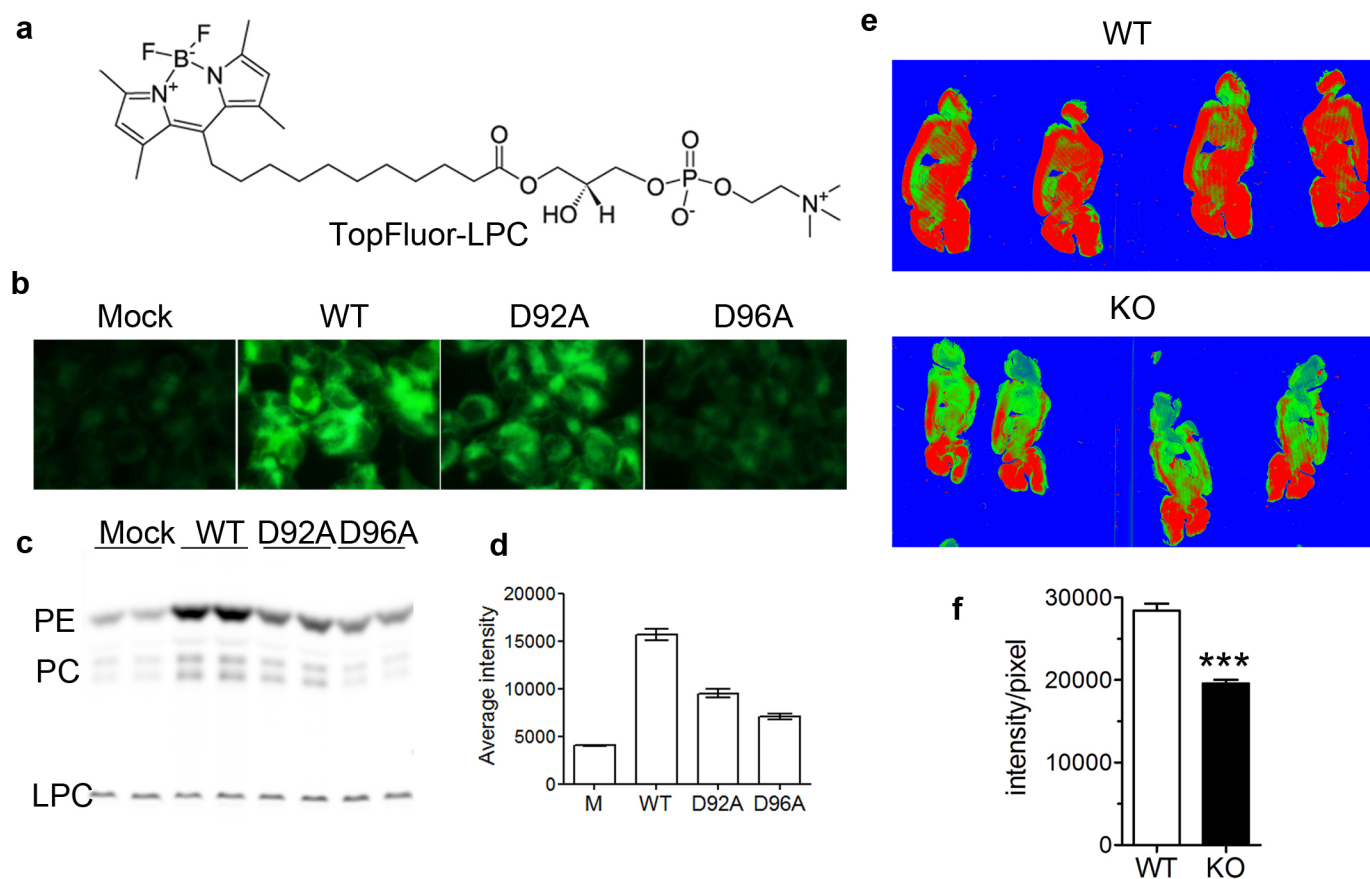 a
F
F
B-
N+
N
O
O
HO
H
O
O
P
O-
O
N+
TopFluor-LPC
b
Mock WT D92A D96A
c
Mock WT D92A D96A
PE
PC
LPC
d
Average intensity
20000
15000
10000
5000
0
M WT D92A D96A
e
WT
KO
f
intensity/pixel
30000
20000
10000
0
***
WT KO